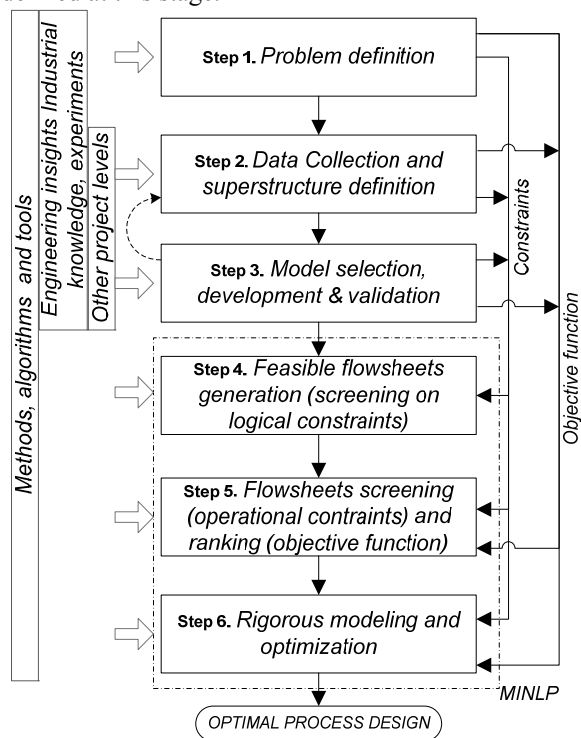 at this stage.
Methods, algorithms and tools
Engineering insights Industrial
knowledge, experiments
Other project levels
Step 1. Problem definition
Step 2. Data Collection and
superstructure definition
Step 3. Model selection,
development & validation
Step 4. Feasible flowsheets
generation (screening on
logical constraints)
Step 5. Flowsheets screening
(operational contraints) and
ranking (objective function)
Step 6. Rigorous modeling and
optimization
Constraints
Objective function
MINLP
OPTIMAL PROCESS DESIGN